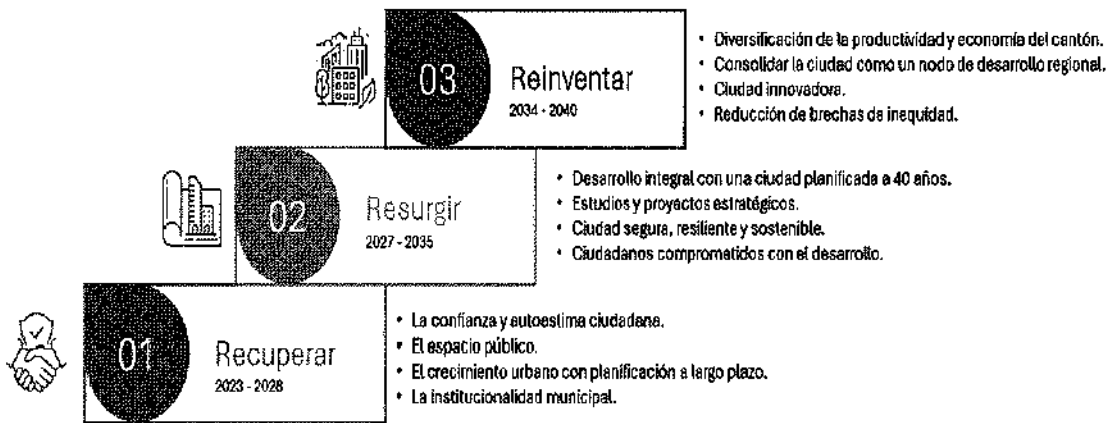 03
Reinventar
2034 - 2040
• Diversificación de la productividad y economía del cantón.
• Consolidar la ciudad como un nodo de desarrollo regional.
• Ciudad innovadora.
• Reducción de brechas de inequidad.
02
Resurgir
2027 - 2035
• Desarrollo integral con una ciudad planificada a 40 años.
• Estudios y proyectos estratégicos.
• Ciudad segura, resiliente y sostenible.
• Ciudadanos comprometidos con el desarrollo.
01
Recuperar
2023 - 2028
• La confianza y autoestima ciudadana.
• El espacio público.
• El crecimiento urbano con planificación a largo plazo.
• La institucionalidad municipal.